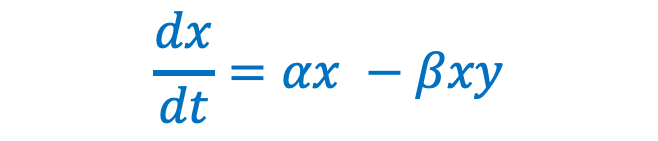 dx/dt = αx − βxy